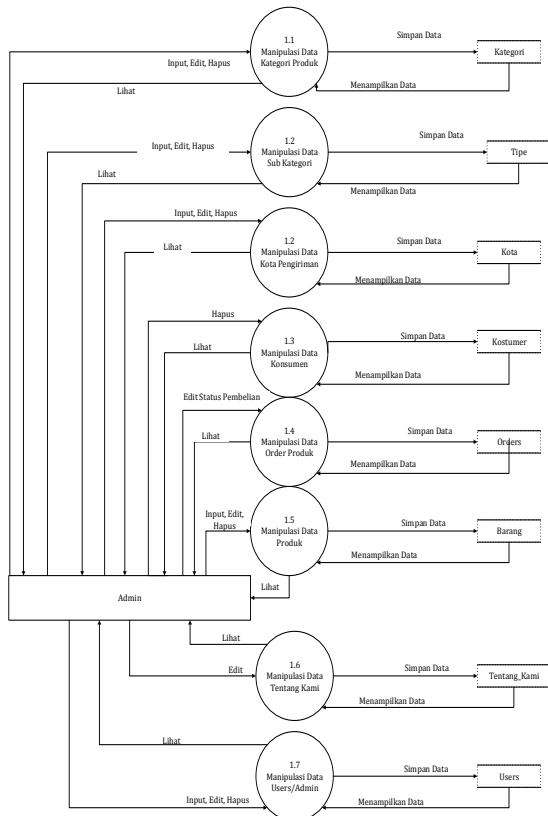 1.1
Manipulasi Data
Kategori Produk
Simpan Data
Kategori
Input, Edit, Hapus
Menampilkan Data
Lihat
1.2
Manipulasi Data
Sub Kategori
Simpan Data
Tipe
Input, Edit, Hapus
Lihat
Menampilkan Data
1.2
Manipulasi Data
Kota Pengiriman
Input, Edit, Hapus
Simpan Data
Kota
Lihat
Menampilkan Data
Hapus
1.3
Manipulasi Data
Konsumen
Simpan Data
Kostumer
Lihat
Menampilkan Data
Edit Status Pembelian
1.4
Manipulasi Data
Order Produk
Simpan Data
Orders
Lihat
Menampilkan Data
Input, Edit,
Hapus
1.5
Manipulasi Data
Produk
Simpan Data
Barang
Menampilkan Data
Lihat
Admin
Lihat
1.6
Manipulasi Data
Tentang Kami
Simpan Data
Tentang_Kami
Edit
Menampilkan Data
Lihat
1.7
Manipulasi Data
Users/Admin
Simpan Data
Users
Input, Edit, Hapus
Menampilkan Data